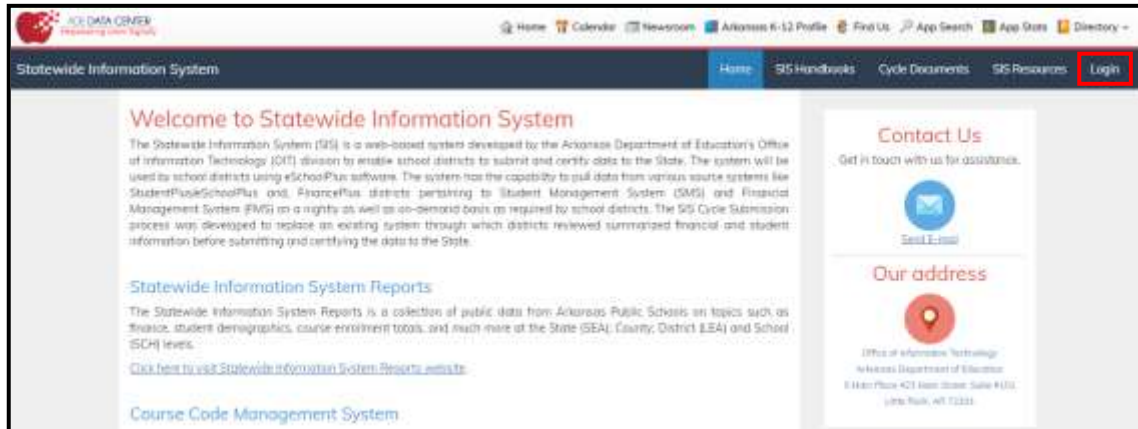 ADE DATA CENTER
Home Calendar Newsroom Arkansas K-12 Profile Find Us App Search App Stats Directory
Statewide Information System
Home SIS Handbooks Cycle Documents SIS Resources Login
Welcome to Statewide Information System
The Statewide Information System (SIS) is a web-based system developed by the Arkansas Department of Education's Office
of Information Technology (OIT) division to enable school districts to submit and certify data to the State. The system will be
used by school districts using eSchoolPlus software. The system has the capability to pull data from various source systems like
StudentPlus/eSchoolPlus and, FinancePlus districts pertaining to Student Management System (SMS) and Financial
Management System (FMS) on a nightly as well as on-demand basis as required by school districts. The SIS Cycle Submission
process was developed to replace an existing system through which districts reviewed summarized financial and student
information before submitting and certifying the data to the State.
Statewide Information System Reports
The Statewide Information System Reports is a collection of public data from Arkansas Public Schools on topics such as
finance, student demographics, course enrollment totals, and much more at the State (SEA), County, District (LEA) and School
(SCH) levels.
Click here to visit Statewide Information System Reports website.
Course Code Management System
Contact Us
Get in touch with us for assistance.
Send E-mail
Our address
Office of Information Technology
Arkansas Department of Education
Main Street, Suite
Little Rock, AR